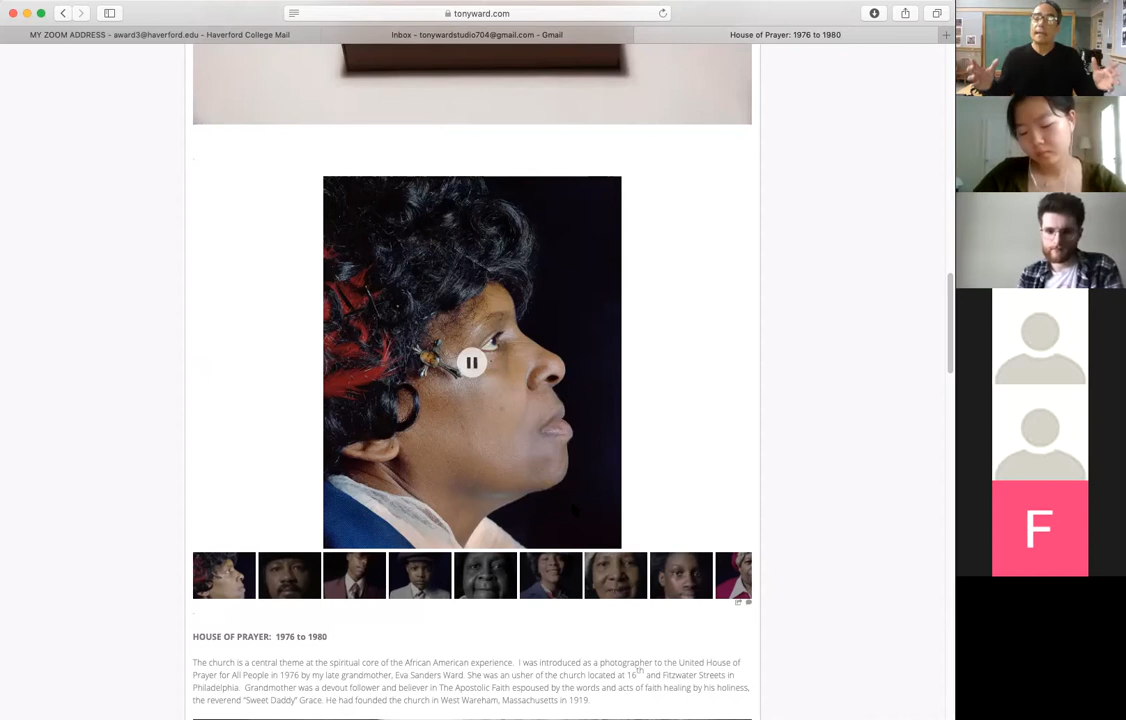 tonyward.com
MY ZOOM ADDRESS - award3@haverford.edu - Haverford College Mail
Inbox - tonywardstudio704@gmail.com - Gmail
House of Prayer: 1976 to 1980
F
HOUSE OF PRAYER: 1976 to 1980
The church is a central theme at the spiritual core of the African American experience. I was introduced as a photographer to the United House of
Prayer for All People in 1976 by my late grandmother, Eva Sanders Ward. She was an usher of the church located at 16th and Fitzwater Streets in
Philadelphia. Grandmother was a devout follower and believer in The Apostolic Faith espoused by the words and acts of faith healing by his holiness,
the reverend "Sweet Daddy" Grace. He had founded the church in West Wareham, Massachusetts in 1919.